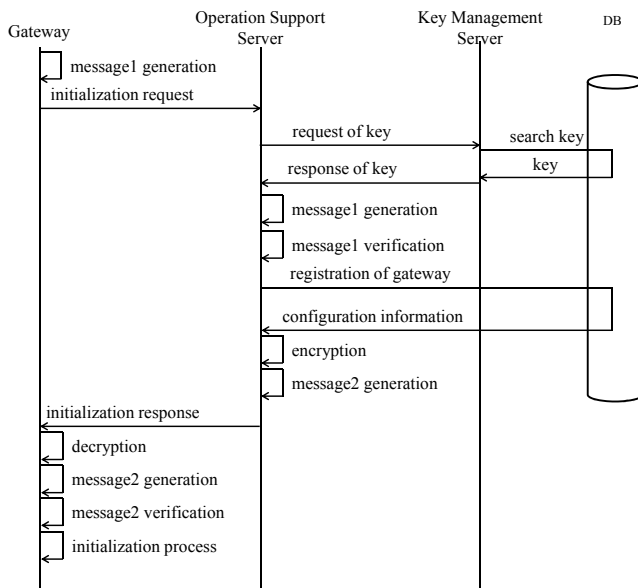 Gateway
Operation Support
Server
Key Management
Server
DB
message1 generation
initialization request
request of key
search key
response of key
key
message1 generation
message1 verification
registration of gateway
configuration information
encryption
message2 generation
initialization response
decryption
message2 generation
message2 verification
initialization process